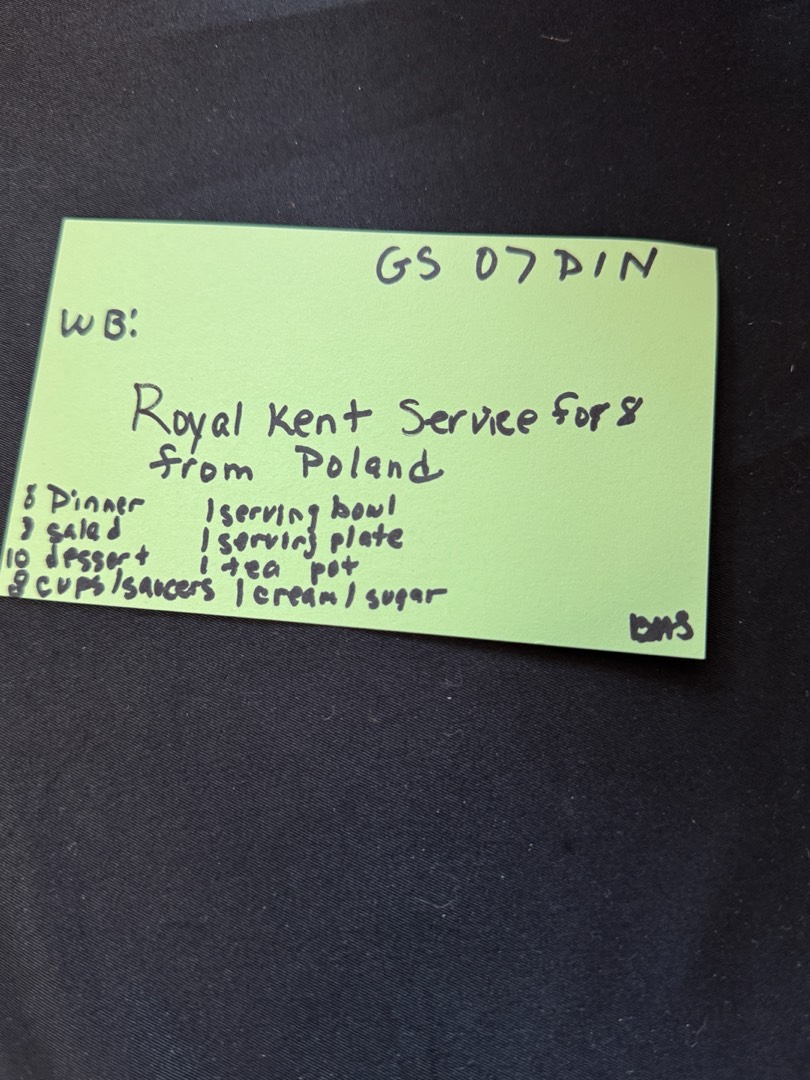 GS 07DIN
WB:
Royal Kent Service for 8
from Poland
8 Dinner 1 serving bowl
salad 1 serving plate
10 dessert 1 tea pot
cups/saucers 1 cream/sugar